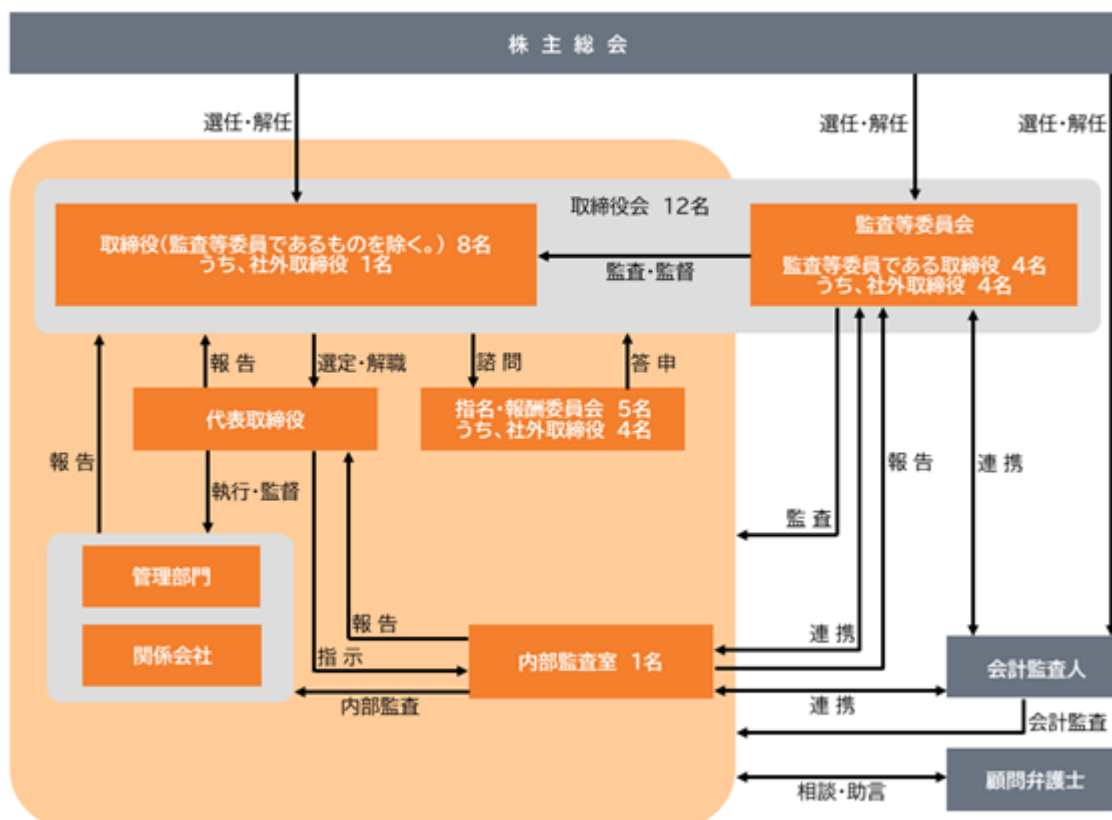 株主総会
選任・解任
選任・解任
選任・解任
取締役会 12名
取締役(監査等委員であるものを除く。) 8名
うち、社外取締役 1名
監査・監督
監査等委員会
監査等委員である取締役 4名
うち、社外取締役 4名
報告
選定・解職
諮問
答申
代表取締役
指名・報酬委員会 5名
うち、社外取締役 4名
報告
執行・監督
報告
連携
監査
管理部門
関係会社
報告
指示
内部監査室 1名
内部監査
連携
連携
会計監査人
会計監査
相談・助言
顧問弁護士